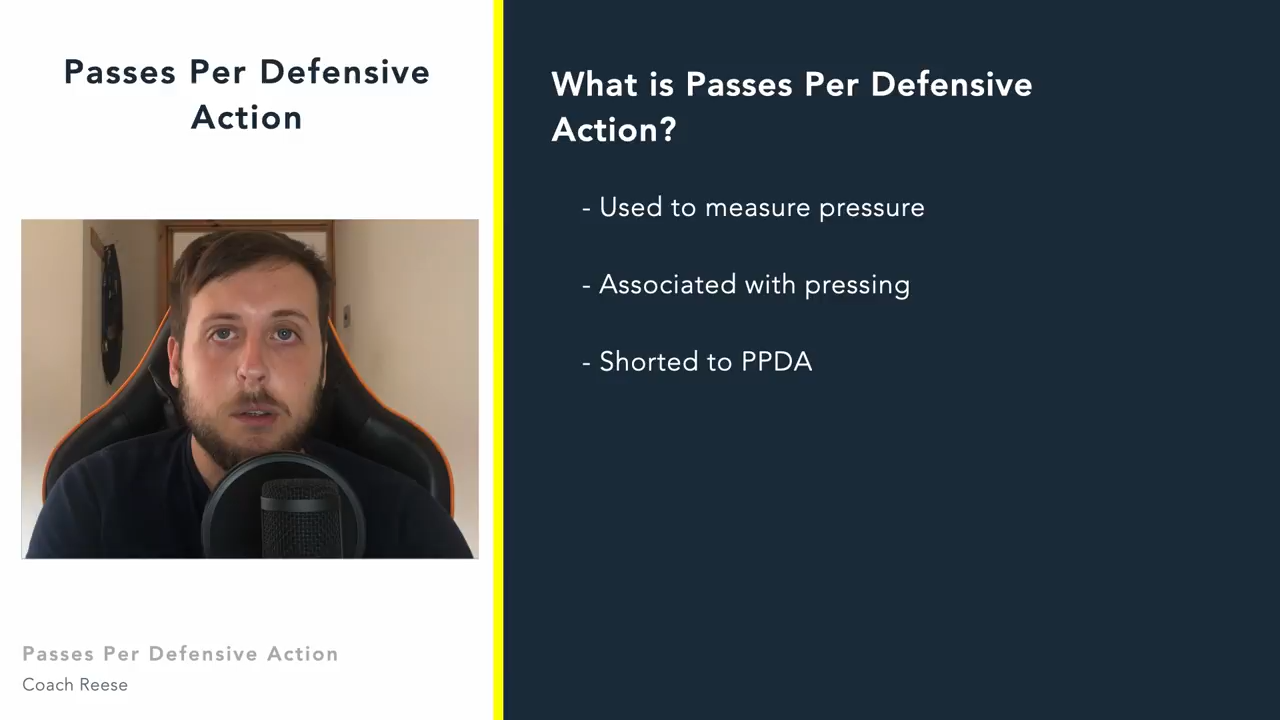 Passes Per Defensive
Action
Passes Per Defensive Action
Coach Reese
What is Passes Per Defensive
Action?
- Used to measure pressure
- Associated with pressing
- Shorted to PPDA